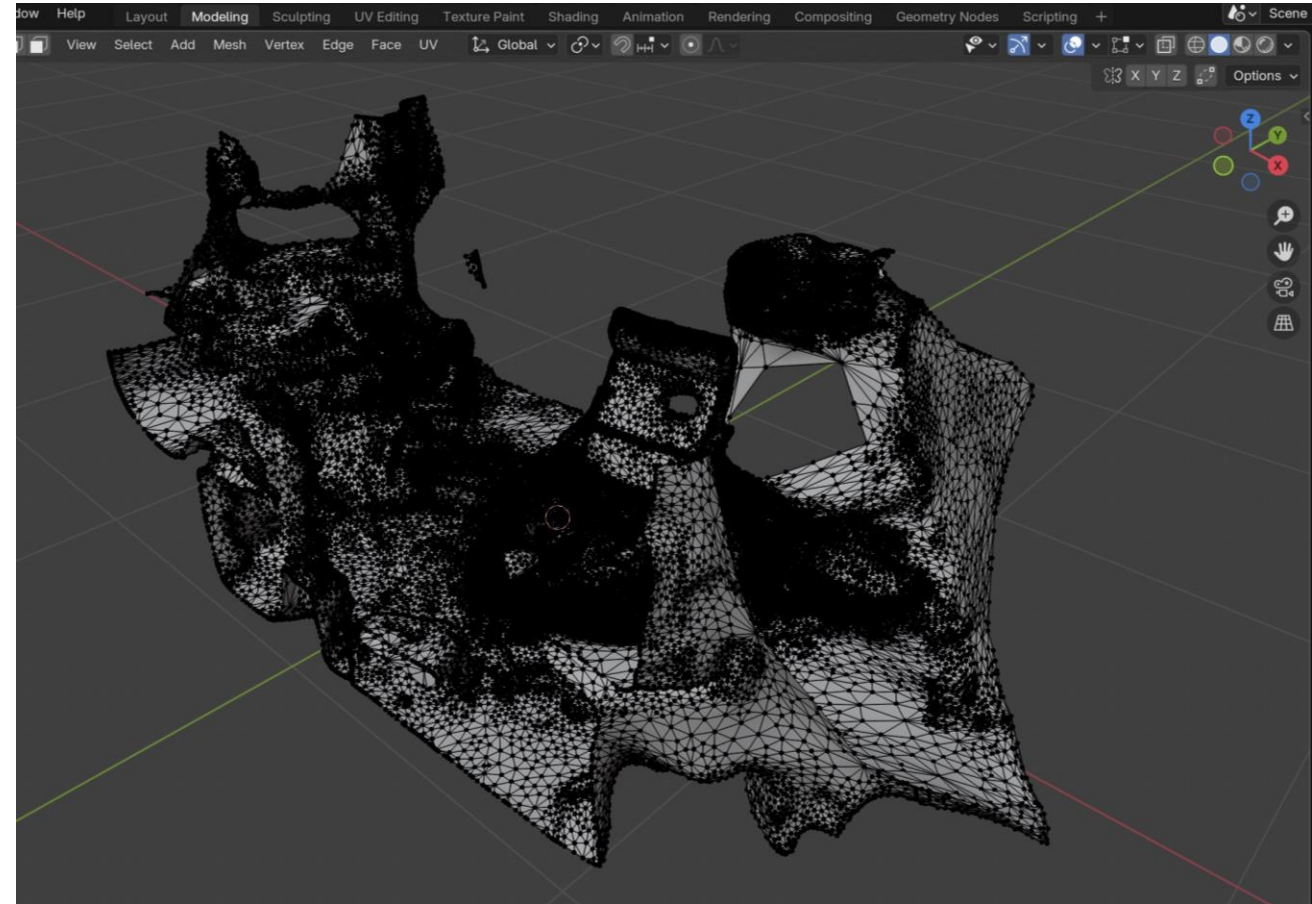 Help Layout Modeling Sculpting UV Editing Texture Paint Shading Animation Rendering Compositing Geometry Nodes Scripting + Scene
View Select Add Mesh Vertex Edge Face UV Global
X Y Z Options
Z
Y
X